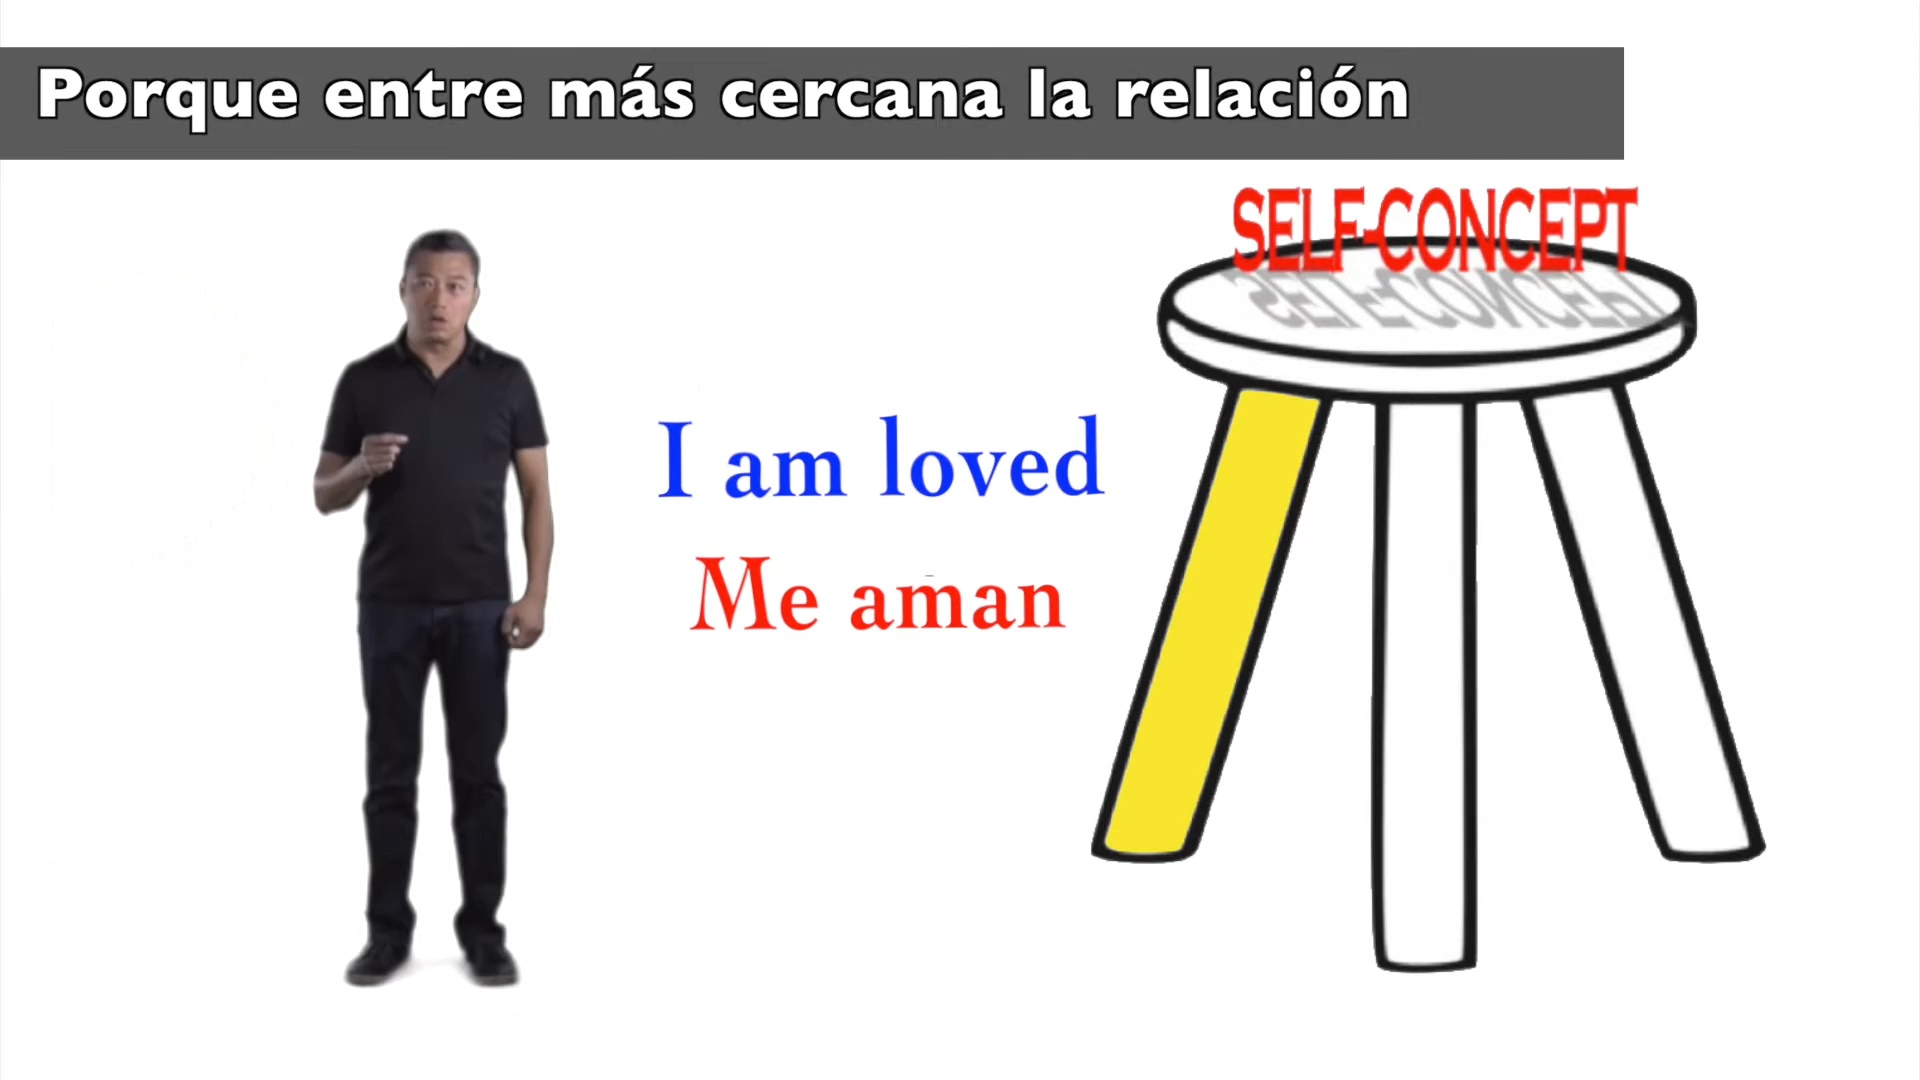 Porque entre más cercana la relación
SELF-CONCEPT
I am loved
Me aman